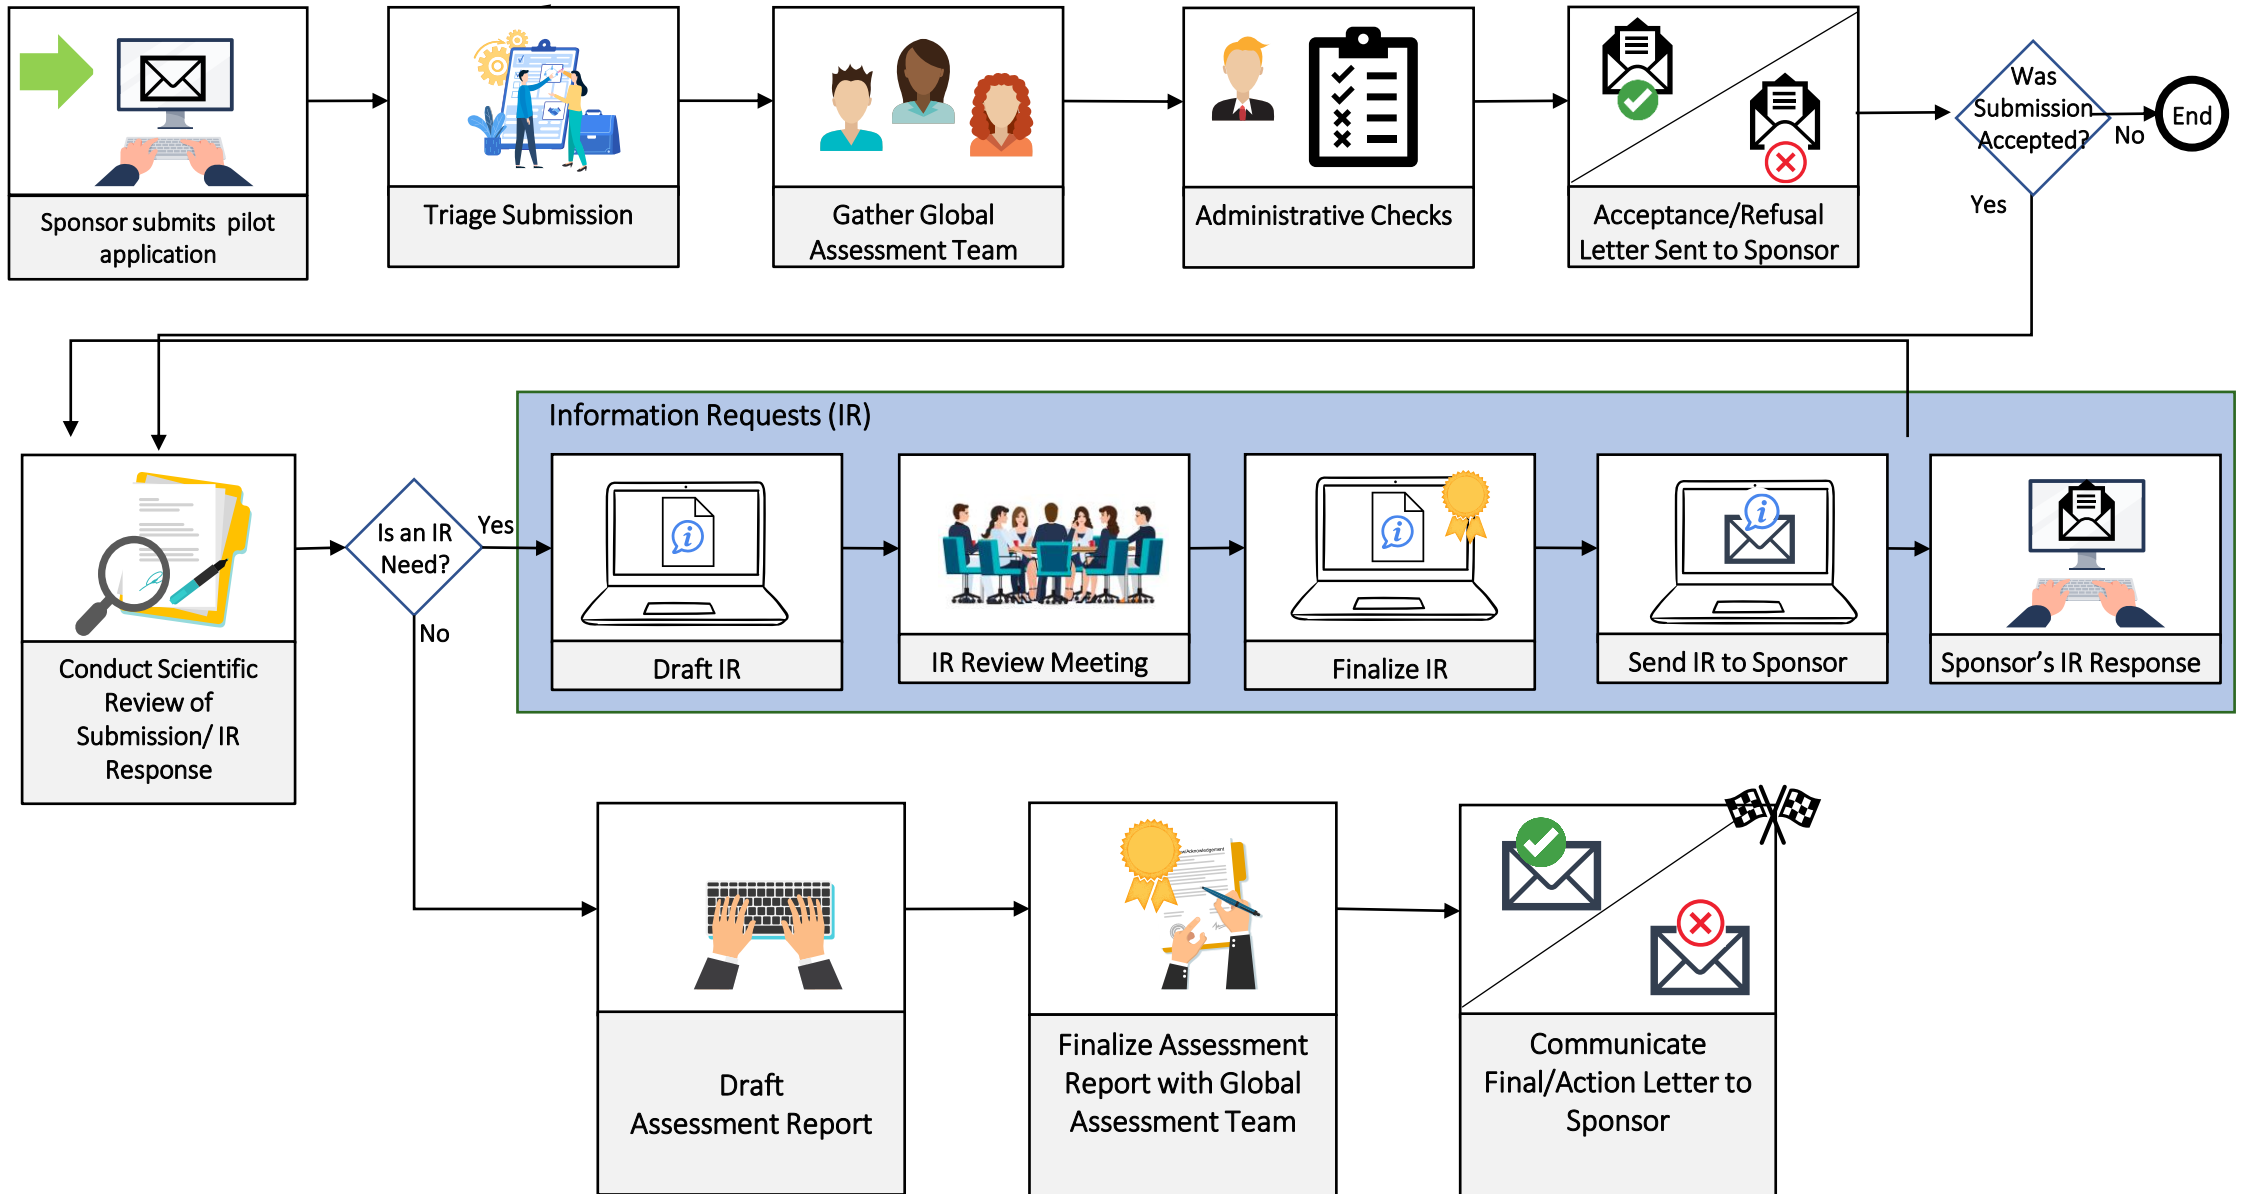 Sponsor submits pilot
application
Triage Submission
Gather Global
Assessment Team
Administrative Checks
Acceptance/Refusal
Letter Sent to Sponsor
Was
Submission
Accepted?
No
End
Yes
Information Requests (IR)
Conduct Scientific
Review of
Submission/ IR
Response
Is an IR
Need?
Yes
No
Draft IR
IR Review Meeting
Finalize IR
Send IR to Sponsor
Sponsor's IR Response
Draft
Assessment Report
Finalize Assessment
Report with Global
Assessment Team
Communicate
Final/Action Letter to
Sponsor